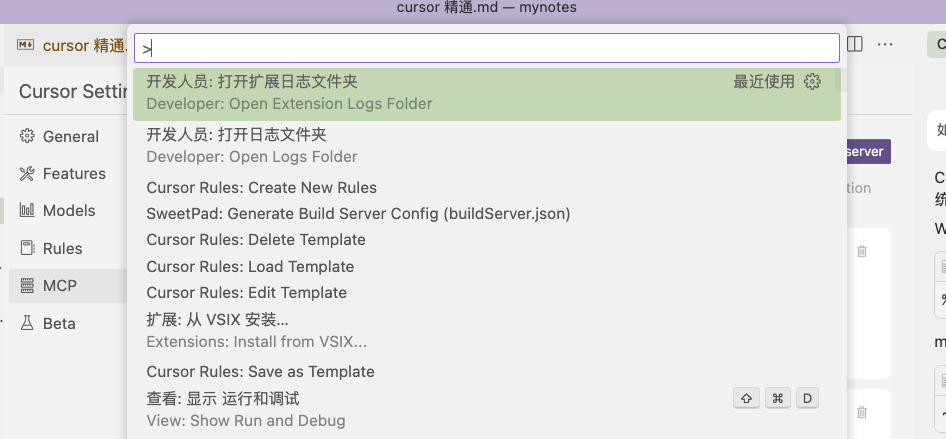 cursor 精通.md — mynotes
cursor 精通.
>
Cursor Settin
开发人员: 打开扩展日志文件夹
最近使用
Developer: Open Extension Logs Folder
General
开发人员: 打开日志文件夹
Developer: Open Logs Folder
server
Features
Cursor Rules: Create New Rules
tion
Models
SweetPad: Generate Build Server Config (buildServer.json)
Cursor Rules: Delete Template
Rules
Cursor Rules: Load Template
MCP
Cursor Rules: Edit Template
Beta
扩展: 从 VSIX 安装...
Extensions: Install from VSIX...
Cursor Rules: Save as Template
查看: 显示 运行和调试
⇧ ⌘ D
View: Show Run and Debug
C
如
C
统
W
m